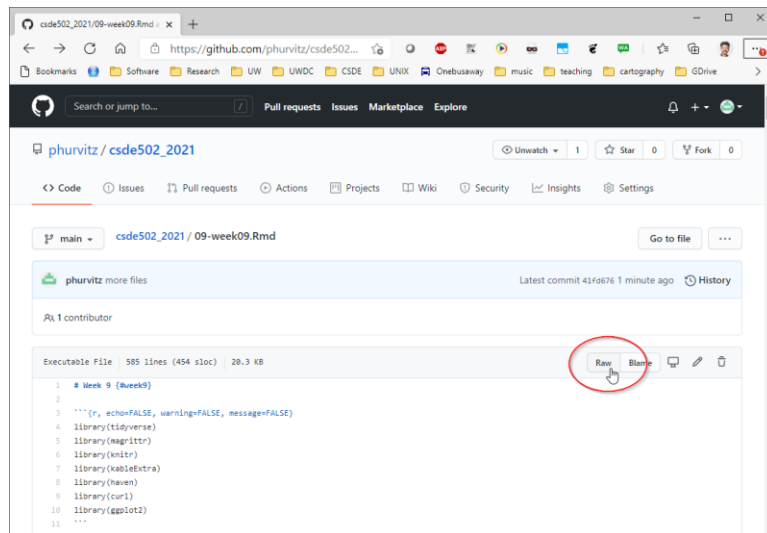 csde502_2021/09-week09.Rmd a
https://github.com/phurvitz/csde502...
Bookmarks Software Research UW UWDC CSDE UNIX Onebusaway music teaching cartography GDrive
Search or jump to... / Pull requests Issues Marketplace Explore
phurvitz / csde502_2021 Unwatch 1 Star 0 Fork 0
Code Issues Pull requests Actions Projects Wiki Security Insights Settings
main csde502_2021 / 09-week09.Rmd Go to file ...
phurvitz more files Latest commit 41fd676 1 minute ago History
1 contributor
Executable File 585 lines (454 sloc) 20.3 KB Raw Blame
1 # Week 9 {#week9}
2
3 ```{r, echo=FALSE, warning=FALSE, message=FALSE}
4 library(tidyverse)
5 library(magrittr)
6 library(knitr)
7 library(kableExtra)
8 library(haven)
9 library(curl)
10 library(ggplot2)
11 ```